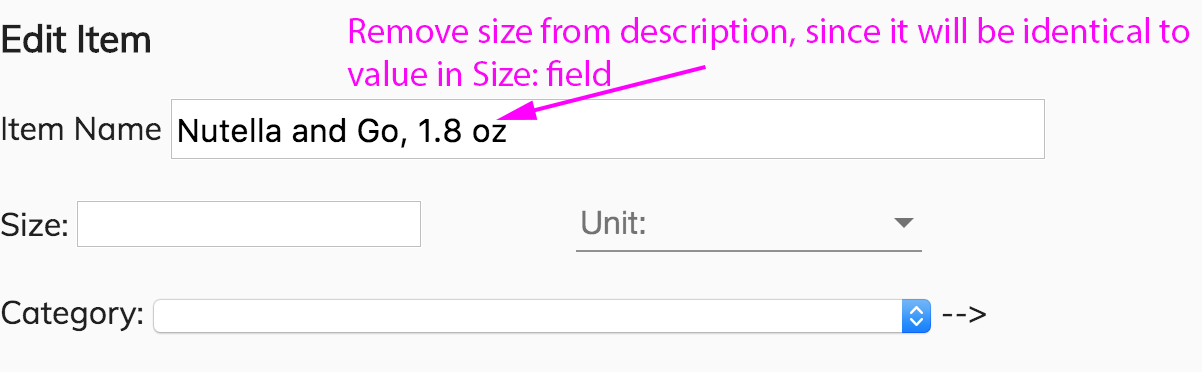 Edit Item
Remove size from description, since it will be identical to
value in Size: field
Item Name Nutella and Go, 1.8 oz
Size: Unit:
Category: -->